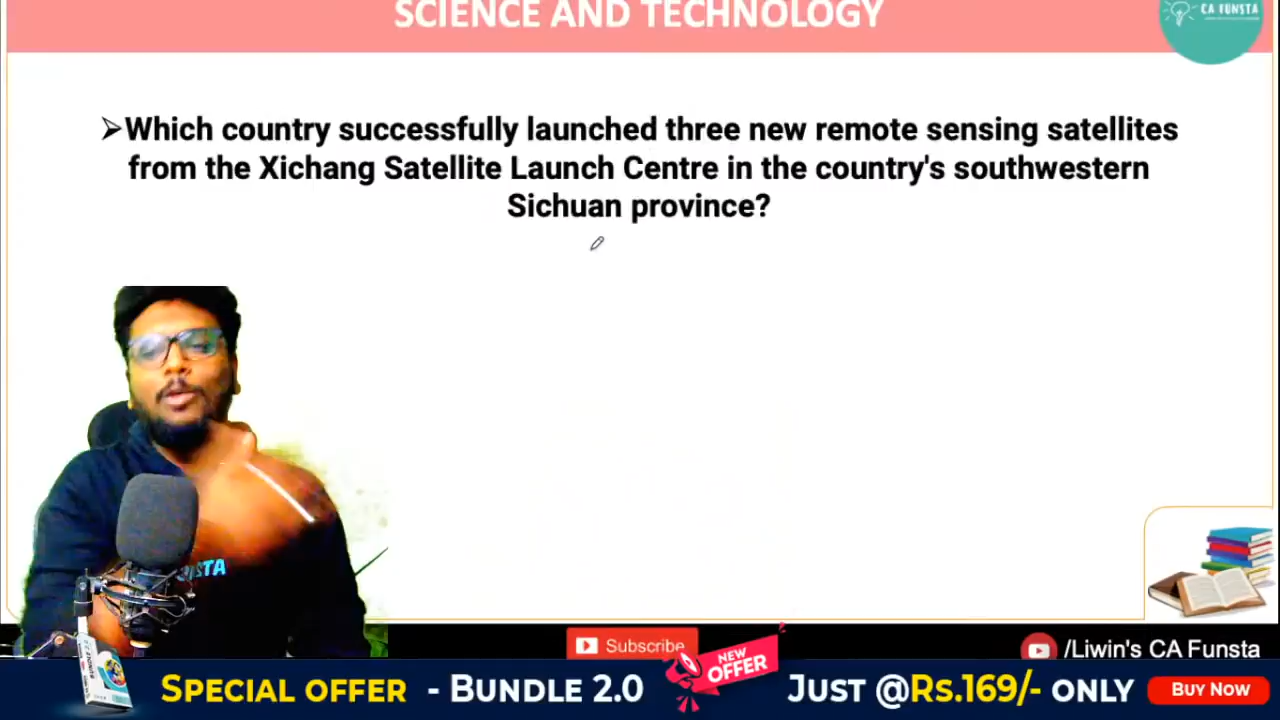 SCIENCE AND TECHNOLOGY
CA FUNSTA
➢Which country successfully launched three new remote sensing satellites
from the Xichang Satellite Launch Centre in the country's southwestern
Sichuan province?
STA
Subscribe
/Liwin's CA Funsta
SPECIAL OFFER - BUNDLE 2.0
NEW
OFFER
JUST @Rs.169/- ONLY
BUY NOW